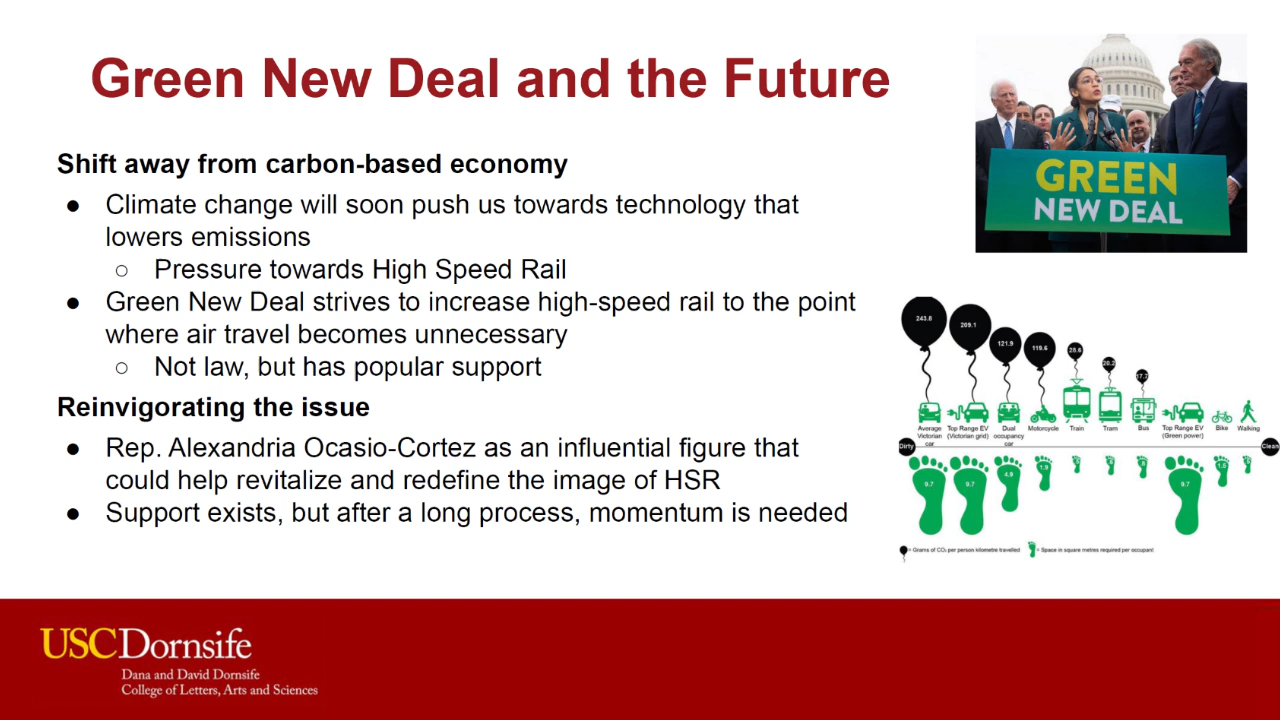 Green New Deal and the Future
Shift away from carbon-based economy
● Climate change will soon push us towards technology that
lowers emissions
○ Pressure towards High Speed Rail
● Green New Deal strives to increase high-speed rail to the point
where air travel becomes unnecessary
○ Not law, but has popular support
Reinvigorating the issue
● Rep. Alexandria Ocasio-Cortez as an influential figure that
could help revitalize and redefine the image of HSR
● Support exists, but after a long process, momentum is needed
GREEN
NEW DEAL
243.8 209.1 121.9 119.6 28.6 20.2 17.7
Average Victorian car
Top Range EV (Victorian grid)
Dual occupancy car
Motorcycle
Train
Tram
Bus
Top Range EV (Green power)
Bike
Walking
Dirty
Clean
9.7 9.7 4.9 1.9 9.7 1.5
= Grams of CO₂ per person kilometre travelled
= Space in square metres required per occupant
USC Dornsife
Dana and David Dornsife
College of Letters, Arts and Sciences